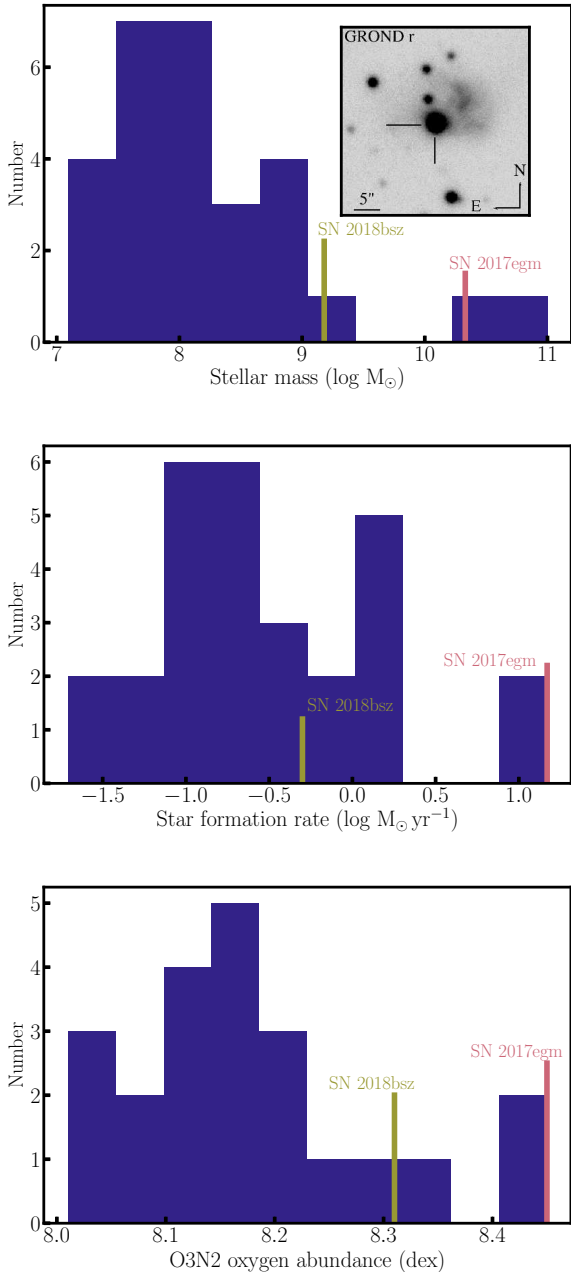 GROND r
N
E
5"
6
4
2
0
Number
SN 2018bsz
SN 2017egm
7 8 9 10 11
Stellar mass (log M⊙)
6
5
4
3
2
1
0
Number
SN 2017egm
SN 2018bsz
−1.5 −1.0 −0.5 0.0 0.5 1.0
Star formation rate (log M⊙ yr⁻¹)
5
4
3
2
1
0
Number
SN 2017egm
SN 2018bsz
8.0 8.1 8.2 8.3 8.4
O3N2 oxygen abundance (dex)